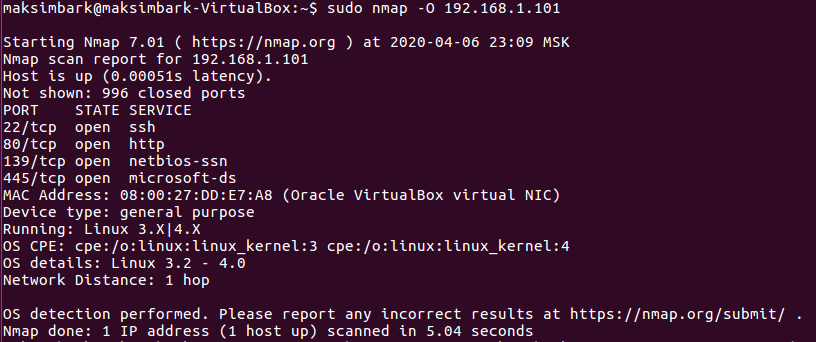 maksimbark@maksimbark-VirtualBox:~$ sudo nmap -O 192.168.1.101
Starting Nmap 7.01 ( https://nmap.org ) at 2020-04-06 23:09 MSK
Nmap scan report for 192.168.1.101
Host is up (0.00051s latency).
Not shown: 996 closed ports
PORT    STATE SERVICE
22/tcp  open  ssh
80/tcp  open  http
139/tcp open  netbios-ssn
445/tcp open  microsoft-ds
MAC Address: 08:00:27:DD:E7:A8 (Oracle VirtualBox virtual NIC)
Device type: general purpose
Running: Linux 3.X|4.X
OS CPE: cpe:/o:linux:linux_kernel:3 cpe:/o:linux:linux_kernel:4
OS details: Linux 3.2 - 4.0
Network Distance: 1 hop
OS detection performed. Please report any incorrect results at https://nmap.org/submit/ .
Nmap done: 1 IP address (1 host up) scanned in 5.04 seconds